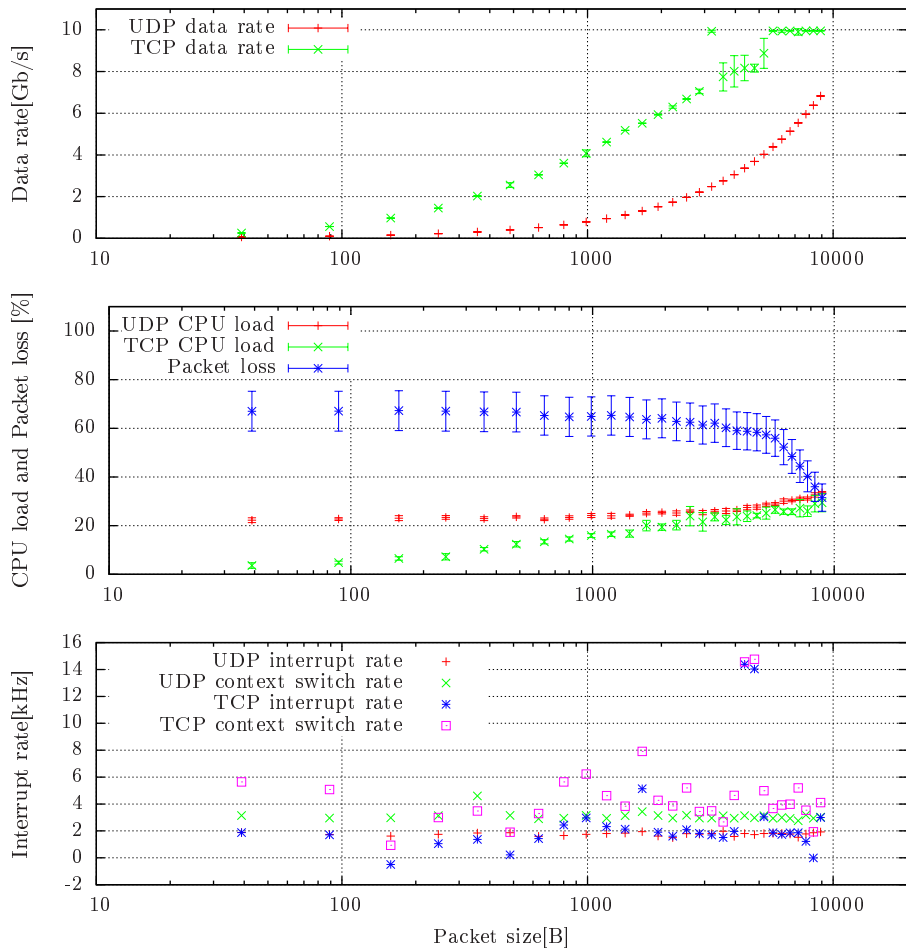 10
8
6
4
2
0
Data rate[Gb/s]
UDP data rate
TCP data rate
10
100
1000
10000
100
80
60
40
20
0
CPU load and Packet loss [%]
UDP CPU load
TCP CPU load
Packet loss
10
100
1000
10000
16
14
12
10
8
6
4
2
0
-2
Interrupt rate[kHz]
UDP interrupt rate
UDP context switch rate
TCP interrupt rate
TCP context switch rate
10
100
1000
10000
Packet size[B]